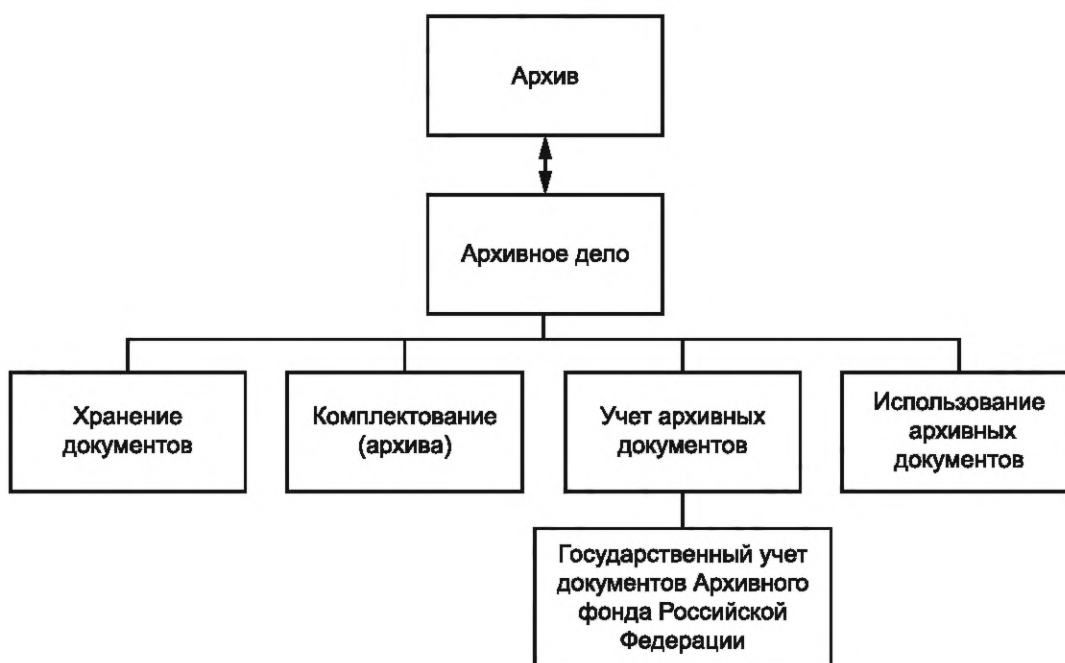 Архив
Архивное дело
Хранение
документов
Комплектование
(архива)
Учет архивных
документов
Использование
архивных
документов
Государственный учет
документов Архивного
фонда Российской
Федерации